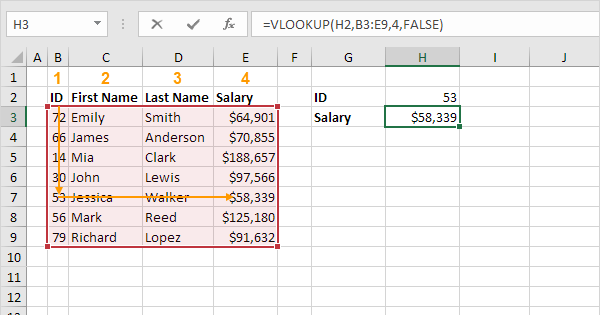 H3 fx =VLOOKUP(H2,B3:E9,4,FALSE)
A B C D E F G H I J
1 1 2 3 4
2 ID First Name Last Name Salary ID 53
3 72 Emily Smith $64,901 Salary $58,339
4 66 James Anderson $70,855
5 14 Mia Clark $188,657
6 30 John Lewis $97,566
7 53 Jessica Walker $58,339
8 56 Mark Reed $125,180
9 79 Richard Lopez $91,632
10
11
12
13